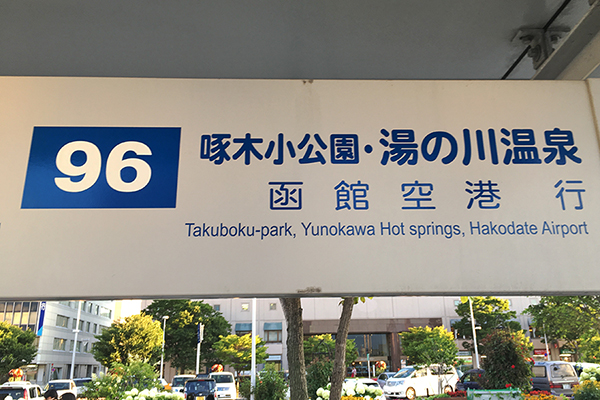 96
啄木小公園・湯の川温泉
函館空港 行
Takuboku-park, Yunokawa Hot springs, Hakodate Airport